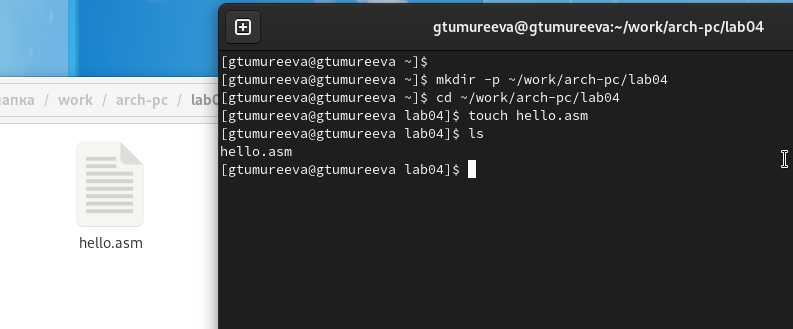 gtumureeva@gtumureeva:~/work/arch-pc/lab04
[gtumureeva@gtumureeva ~]$
[gtumureeva@gtumureeva ~]$ mkdir -p ~/work/arch-pc/lab04
[gtumureeva@gtumureeva ~]$ cd ~/work/arch-pc/lab04
[gtumureeva@gtumureeva lab04]$ touch hello.asm
[gtumureeva@gtumureeva lab04]$ ls
hello.asm
[gtumureeva@gtumureeva lab04]$
/ work / arch-pc /
hello.asm